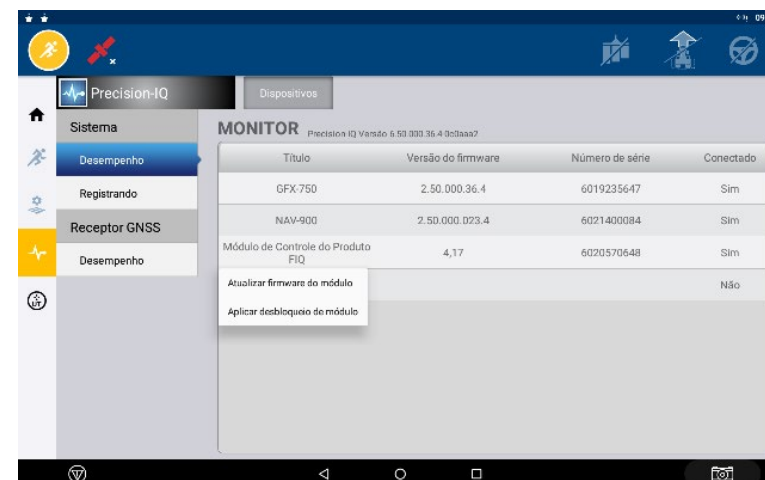 09
Precision-IQ
Dispositivos
Sistema
MONITOR Precision-IQ Versão 6.50.000.36.4
Desempenho
Título Versão do firmware Número de série Conectado
Registrando
GFX-750 2.50.000.36.4 6019235647 Sim
Receptor GNSS
NAV-900 2.50.000.023.4 6021400084 Sim
Desempenho
Módulo de Controle do Produto
FIQ 4,17 6020570648 Sim
Atualizar firmware do módulo
Não
Aplicar desbloqueio de módulo